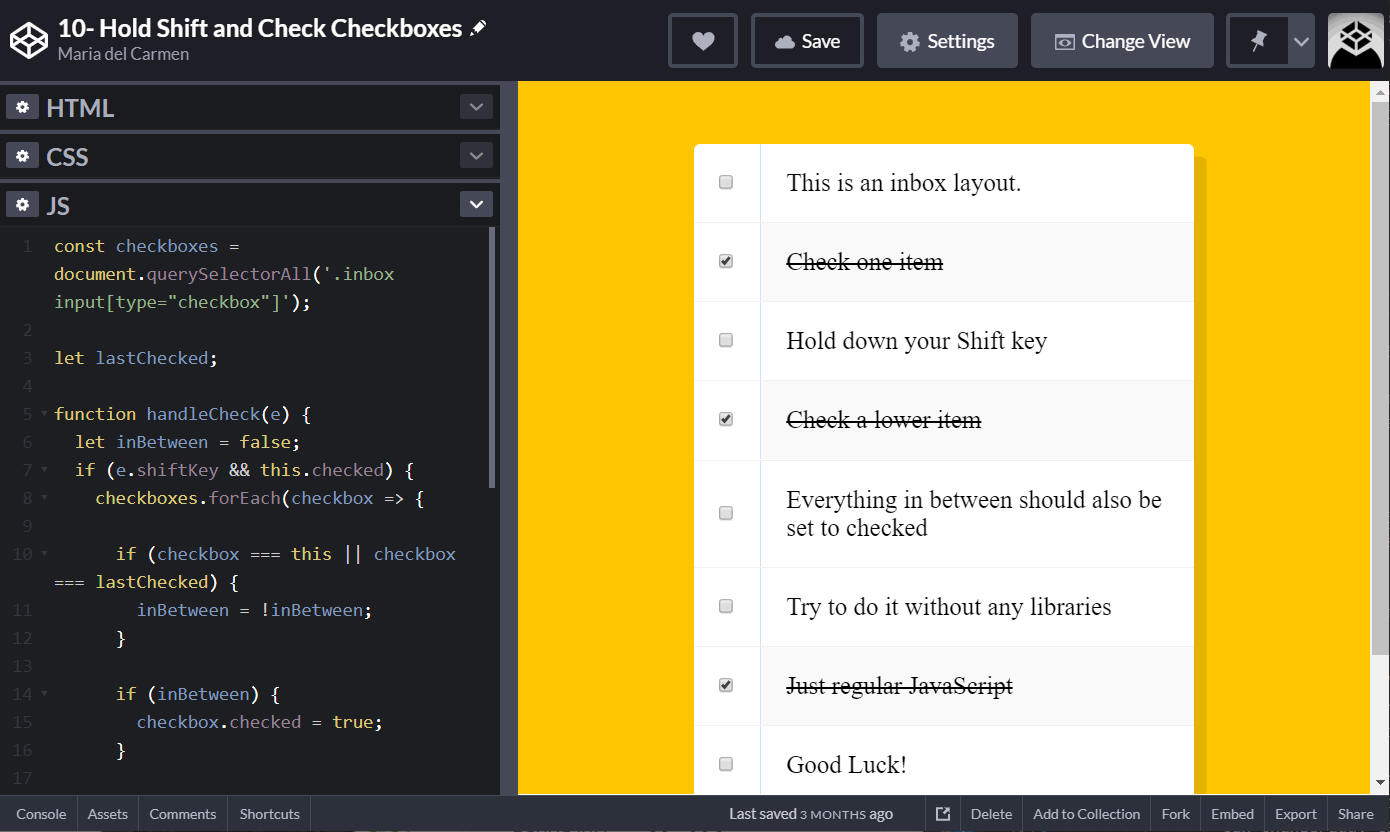 10- Hold Shift and Check Checkboxes
Maria del Carmen
Save
Settings
Change View
HTML
CSS
JS
1 const checkboxes =
document.querySelectorAll('.inbox
input[type="checkbox"]');
2
3 let lastChecked;
4
5 function handleCheck(e) {
6 let inBetween = false;
7 if (e.shiftKey && this.checked) {
8 checkboxes.forEach(checkbox => {
9
10 if (checkbox === this || checkbox
=== lastChecked) {
11 inBetween = !inBetween;
12 }
13
14 if (inBetween) {
15 checkbox.checked = true;
16 }
17
This is an inbox layout.
Check one item
Hold down your Shift key
Check a lower item
Everything in between should also be
set to checked
Try to do it without any libraries
Just regular JavaScript
Good Luck!
Console
Assets
Comments
Shortcuts
Last saved 3 MONTHS ago
Delete
Add to Collection
Fork
Embed
Export
Share